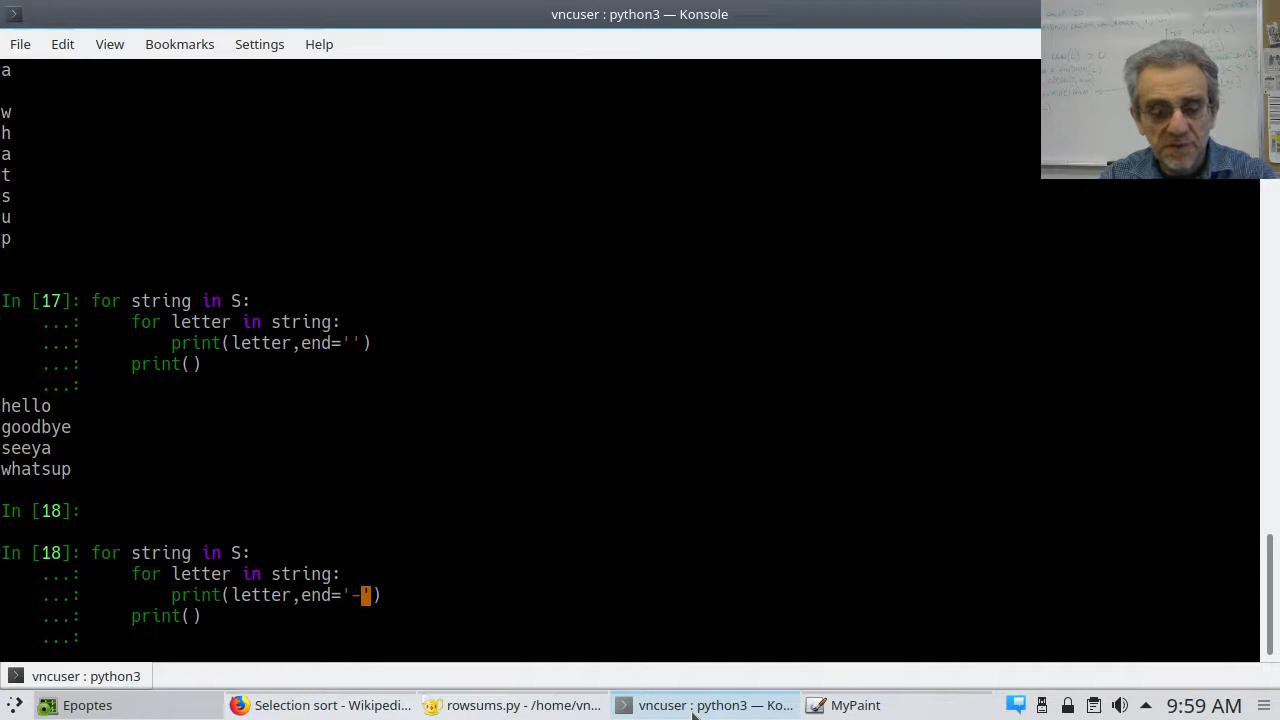 vncuser : python3 — Konsole
File Edit View Bookmarks Settings Help
a
w
h
a
t
s
u
p
In [17]: for string in S:
...: for letter in string:
...: print(letter,end='')
...: print()
...:
hello
goodbye
seeya
whatsup
In [18]:
In [18]: for string in S:
...: for letter in string:
...: print(letter,end='-')
...: print()
...:
vncuser : python3
Epoptes Selection sort - Wikipedi... rowsums.py - /home/vn... vncuser : python3 — Ko... MyPaint 9:59 AM